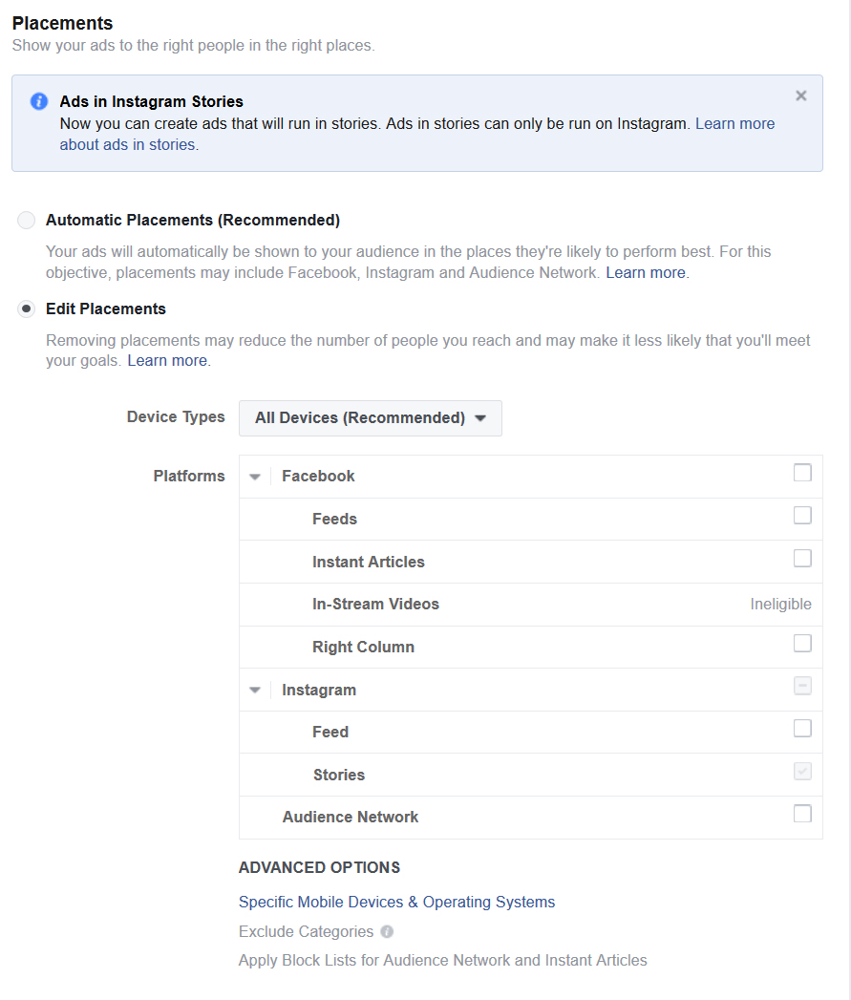 Placements
Show your ads to the right people in the right places.
Ads in Instagram Stories
Now you can create ads that will run in stories. Ads in stories can only be run on Instagram. Learn more
about ads in stories.
Automatic Placements (Recommended)
Your ads will automatically be shown to your audience in the places they're likely to perform best. For this
objective, placements may include Facebook, Instagram and Audience Network. Learn more.
Edit Placements
Removing placements may reduce the number of people you reach and may make it less likely that you'll meet
your goals. Learn more.
Device Types All Devices (Recommended)
Platforms Facebook
Feeds
Instant Articles
In-Stream Videos Ineligible
Right Column
Instagram
Feed
Stories
Audience Network
ADVANCED OPTIONS
Specific Mobile Devices & Operating Systems
Exclude Categories
Apply Block Lists for Audience Network and Instant Articles